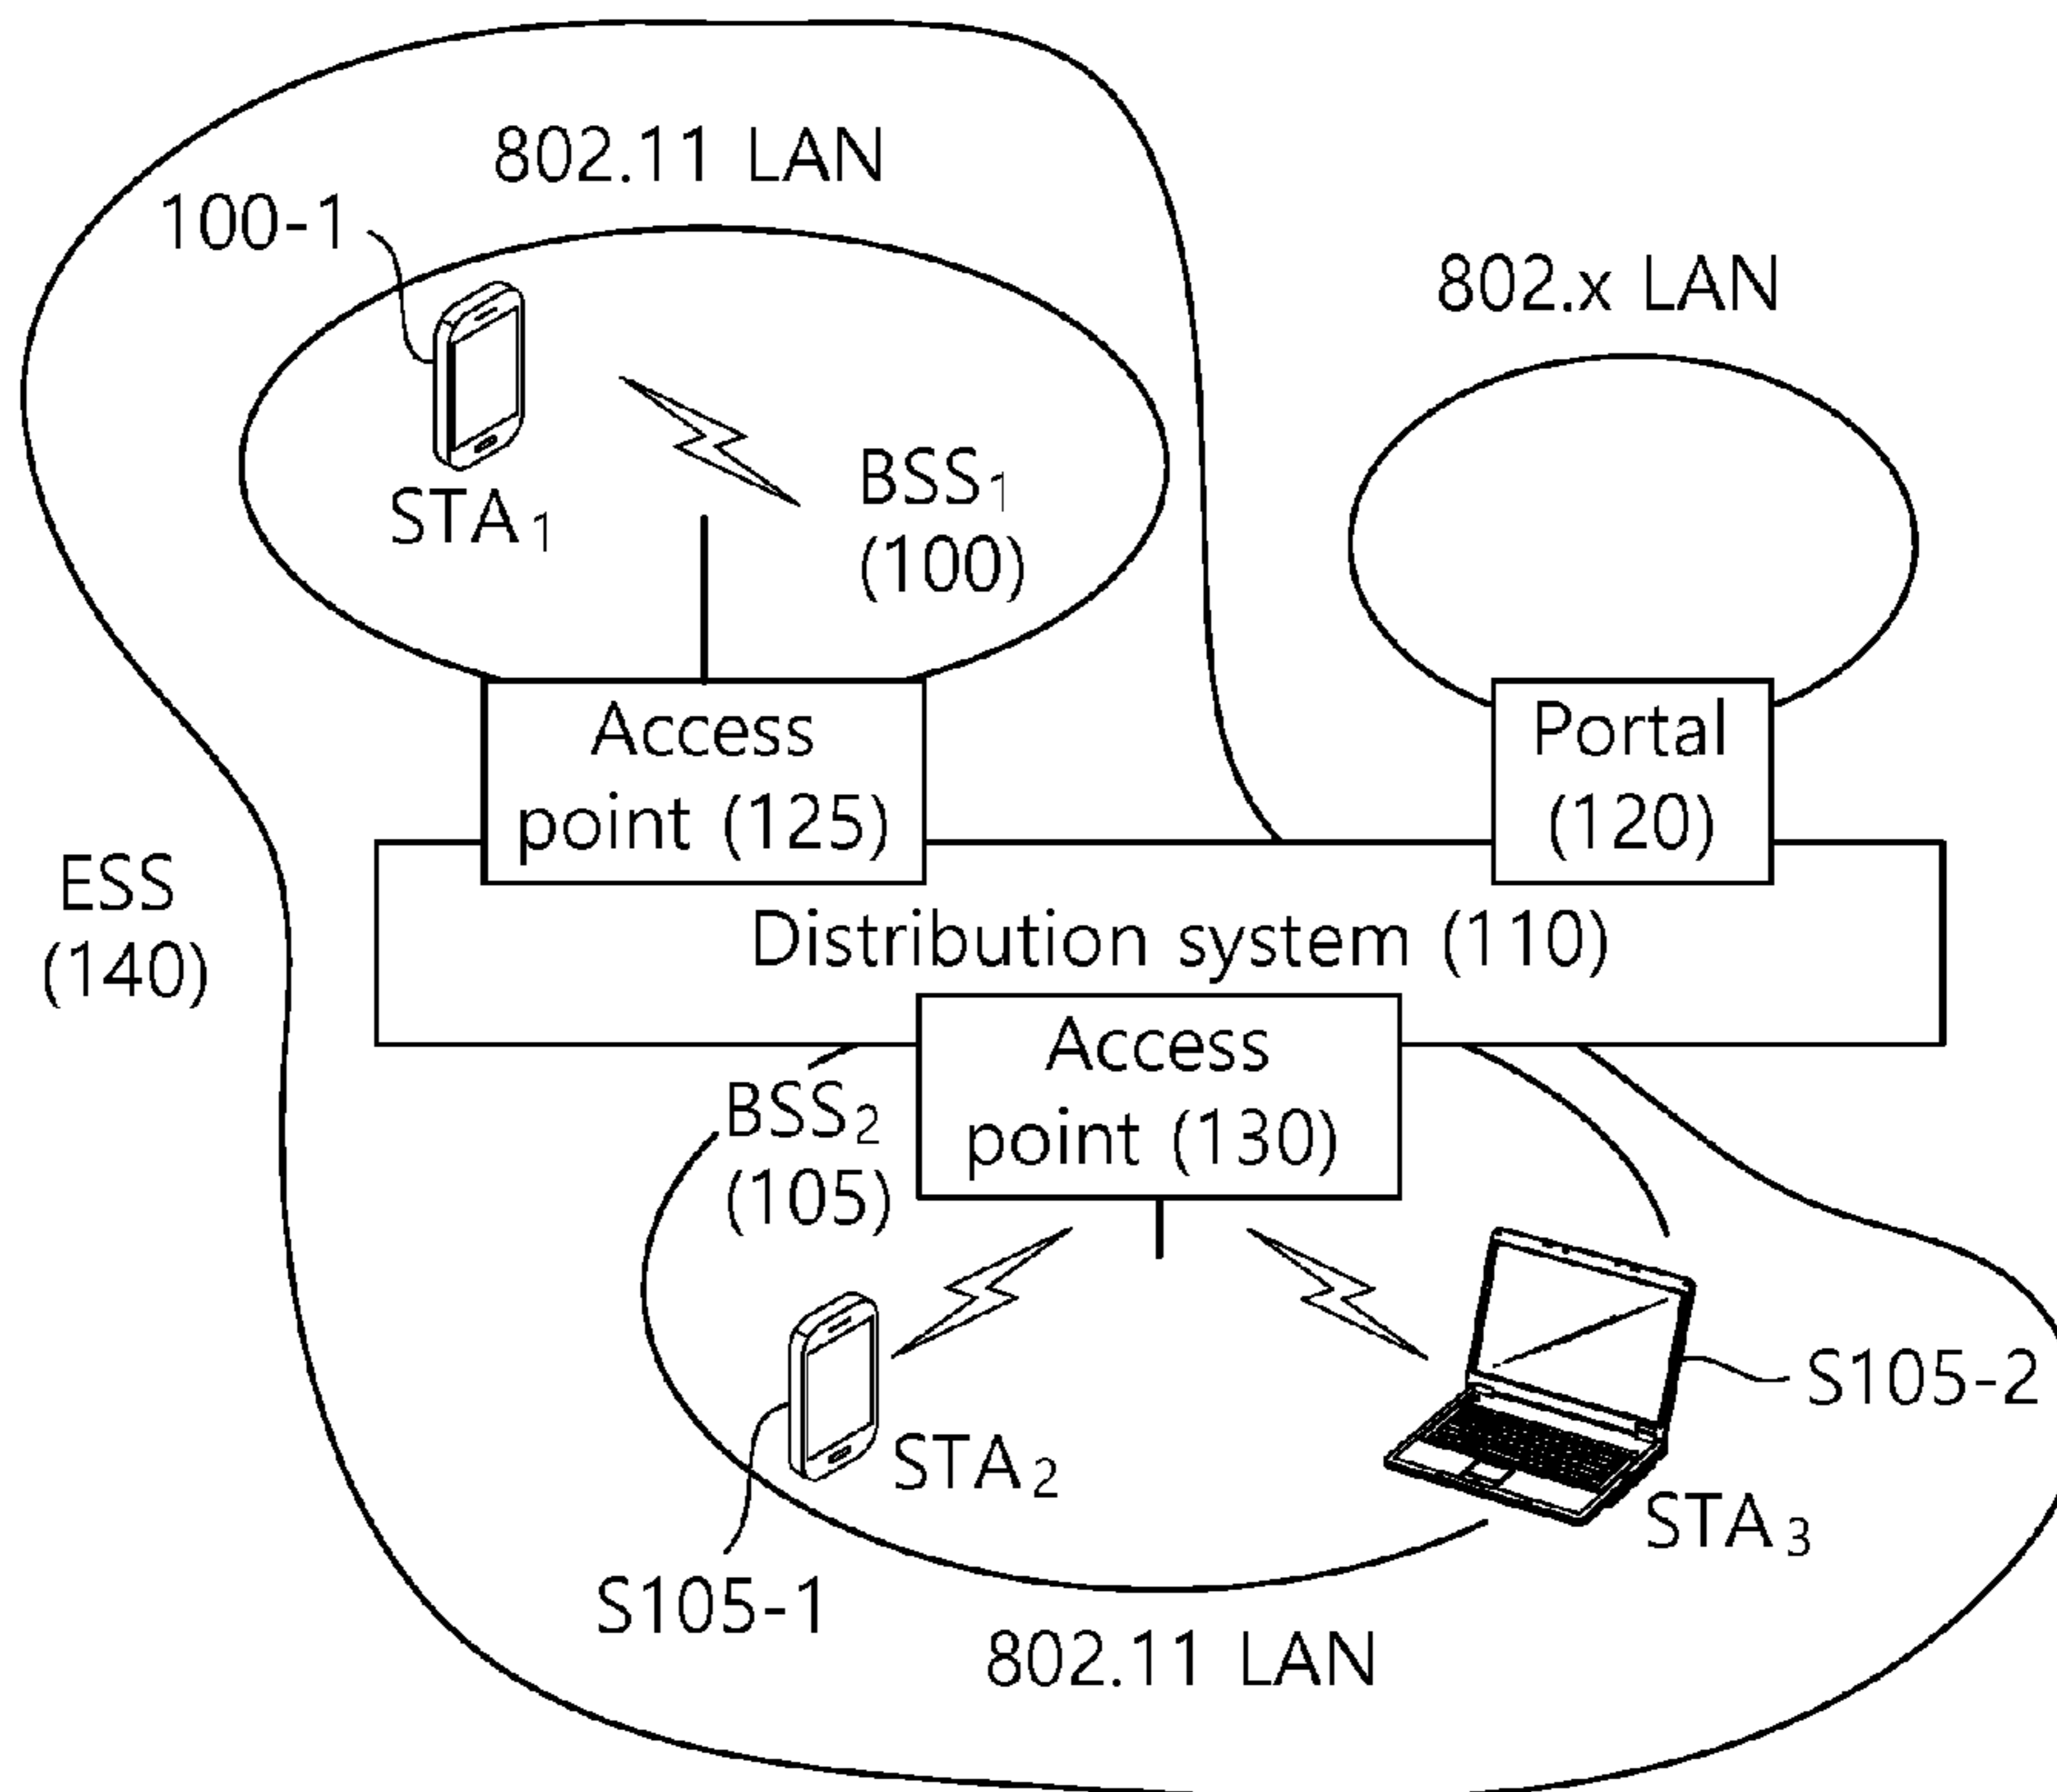 802.11 LAN
100-1
802.x LAN
STA1
BSS1
(100)
Access
point (125)
Portal
(120)
ESS
(140)
Distribution system (110)
Access
point (130)
BSS2
(105)
S105-2
STA2
STA3
S105-1
802.11 LAN